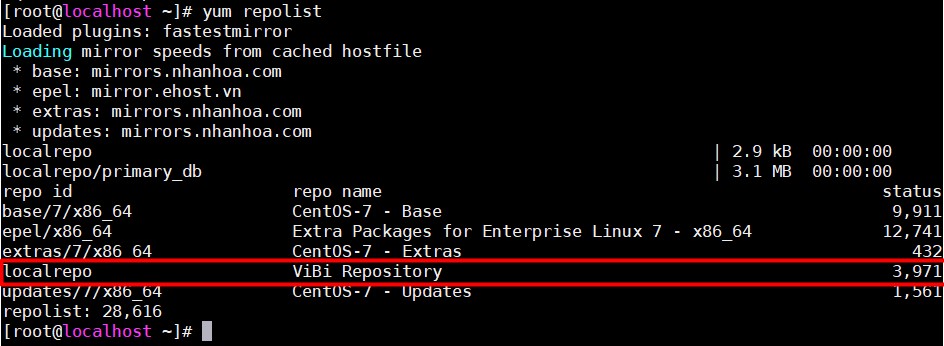 [root@localhost ~]# yum repolist
Loaded plugins: fastestmirror
Loading mirror speeds from cached hostfile
 * base: mirrors.nhanhoa.com
 * epel: mirror.ehost.vn
 * extras: mirrors.nhanhoa.com
 * updates: mirrors.nhanhoa.com
localrepo | 2.9 kB 00:00:00
localrepo/primary_db | 3.1 MB 00:00:00
repo id repo name status
base/7/x86_64 CentOS-7 - Base 9,911
epel/x86_64 Extra Packages for Enterprise Linux 7 - x86_64 12,741
extras/7/x86_64 CentOS-7 - Extras 432
localrepo ViBi Repository 3,971
updates/7/x86_64 CentOS-7 - Updates 1,561
repolist: 28,616
[root@localhost ~]#